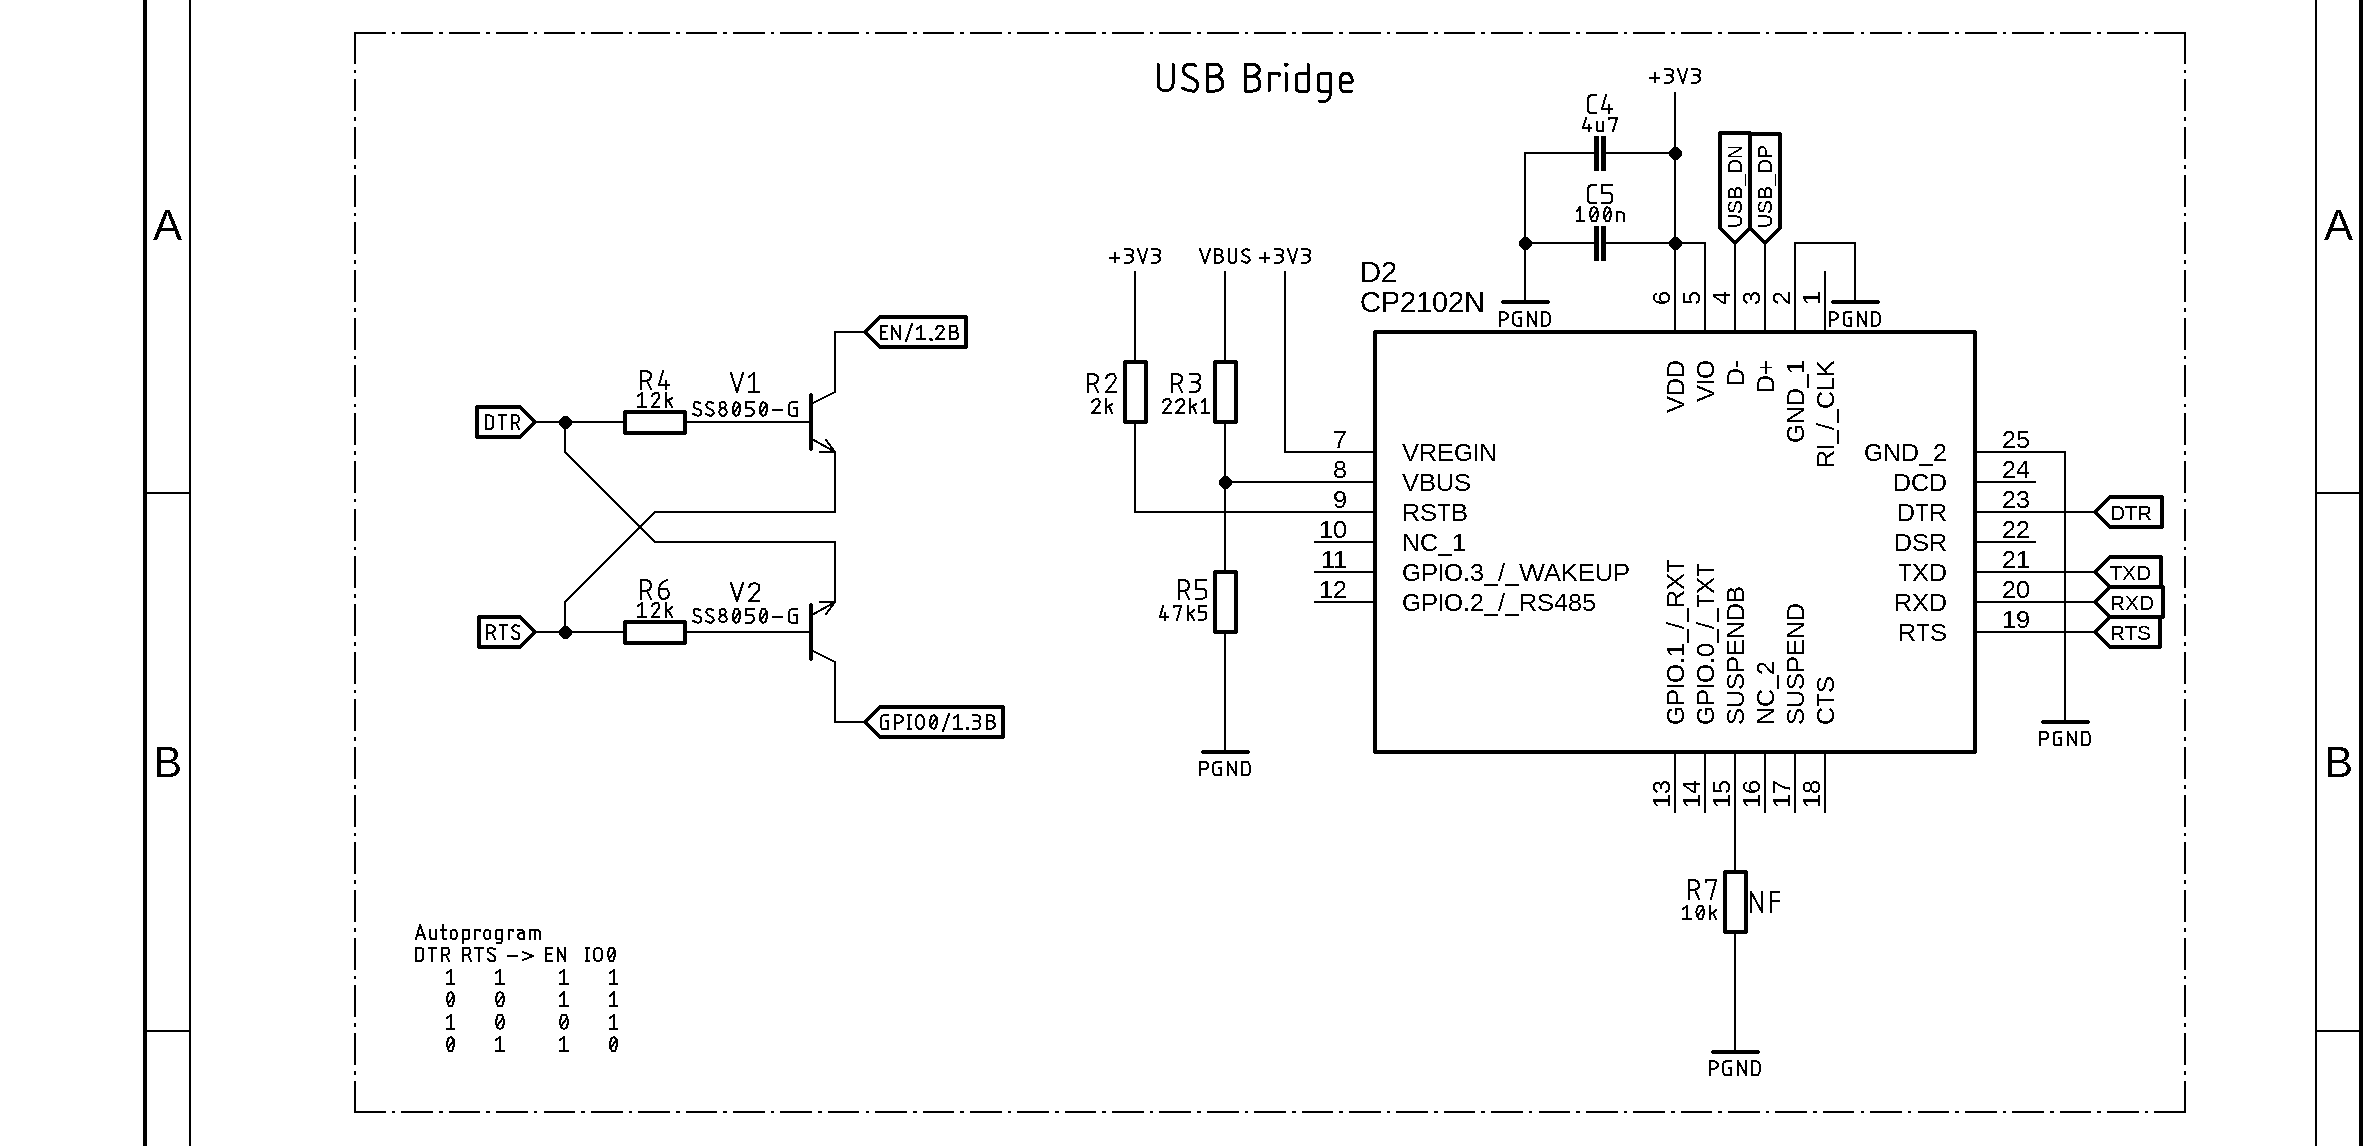 USB Bridge
A
A
B
B
+3V3
C4
4u7
C5
100n
USB_DN
USB_DP
PGND
PGND
D2
CP2102N
+3V3
VBUS
+3V3
R2
2k
R3
22k1
R5
47k5
PGND
EN/1.2B
DTR
R4
12k
V1
SS8050-G
RTS
R6
12k
V2
SS8050-G
GPIO0/1.3B
6
5
4
3
2
1
VDD
VIO
D-
D+
GND_1
RI_/_CLK
7
VREGIN
8
VBUS
9
RSTB
10
NC_1
11
GPIO.3_/_WAKEUP
12
GPIO.2_/_RS485
GPIO.1_/_RXT
GPIO.0_/_TXT
SUSPENDB
NC_2
SUSPEND
CTS
13
14
15
16
17
18
GND_2
25
DCD
24
DTR
23
DTR
DSR
22
TXD
21
TXD
RXD
20
RXD
RTS
19
RTS
PGND
R7
10k
NF
PGND
Autoprogram
DTR RTS -> EN IO0
1 1 1 1
0 0 1 1
1 0 0 1
0 1 1 0